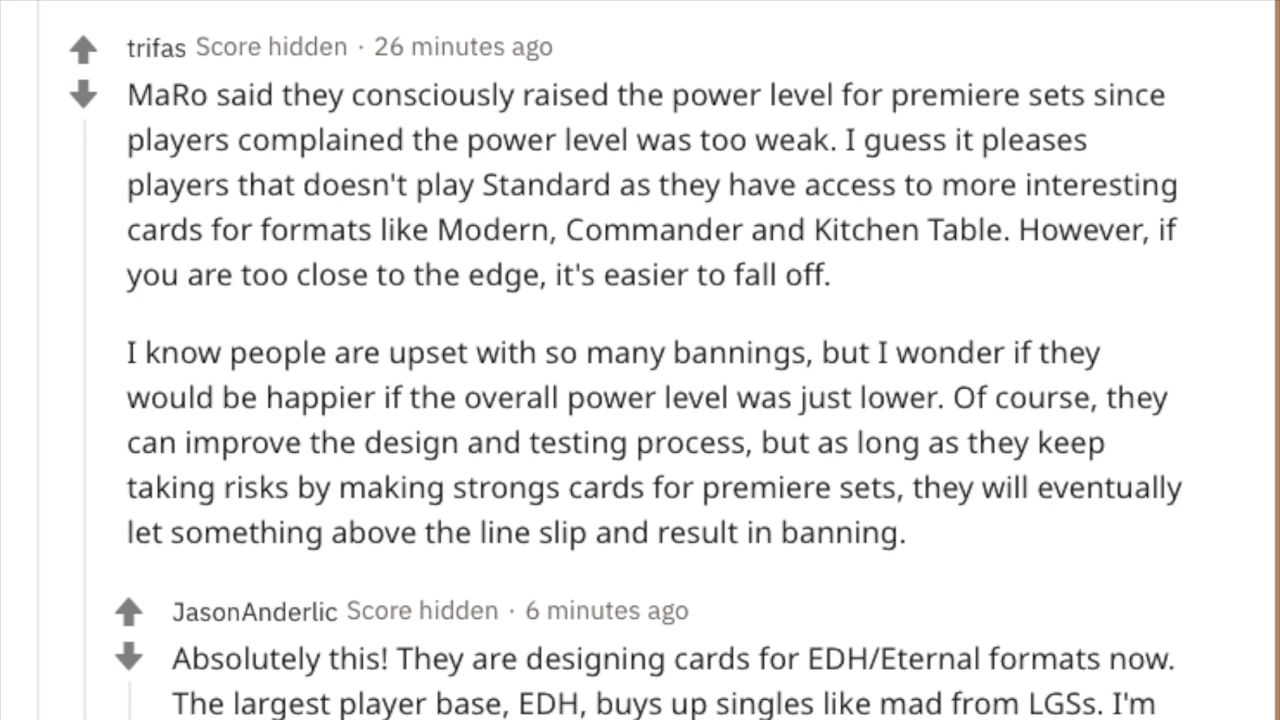 trifas Score hidden · 26 minutes ago
MaRo said they consciously raised the power level for premiere sets since
players complained the power level was too weak. I guess it pleases
players that doesn't play Standard as they have access to more interesting
cards for formats like Modern, Commander and Kitchen Table. However, if
you are too close to the edge, it's easier to fall off.
I know people are upset with so many bannings, but I wonder if they
would be happier if the overall power level was just lower. Of course, they
can improve the design and testing process, but as long as they keep
taking risks by making strongs cards for premiere sets, they will eventually
let something above the line slip and result in banning.
JasonAnderlic Score hidden · 6 minutes ago
Absolutely this! They are designing cards for EDH/Eternal formats now.
The largest player base, EDH, buys up singles like mad from LGSs. I'm